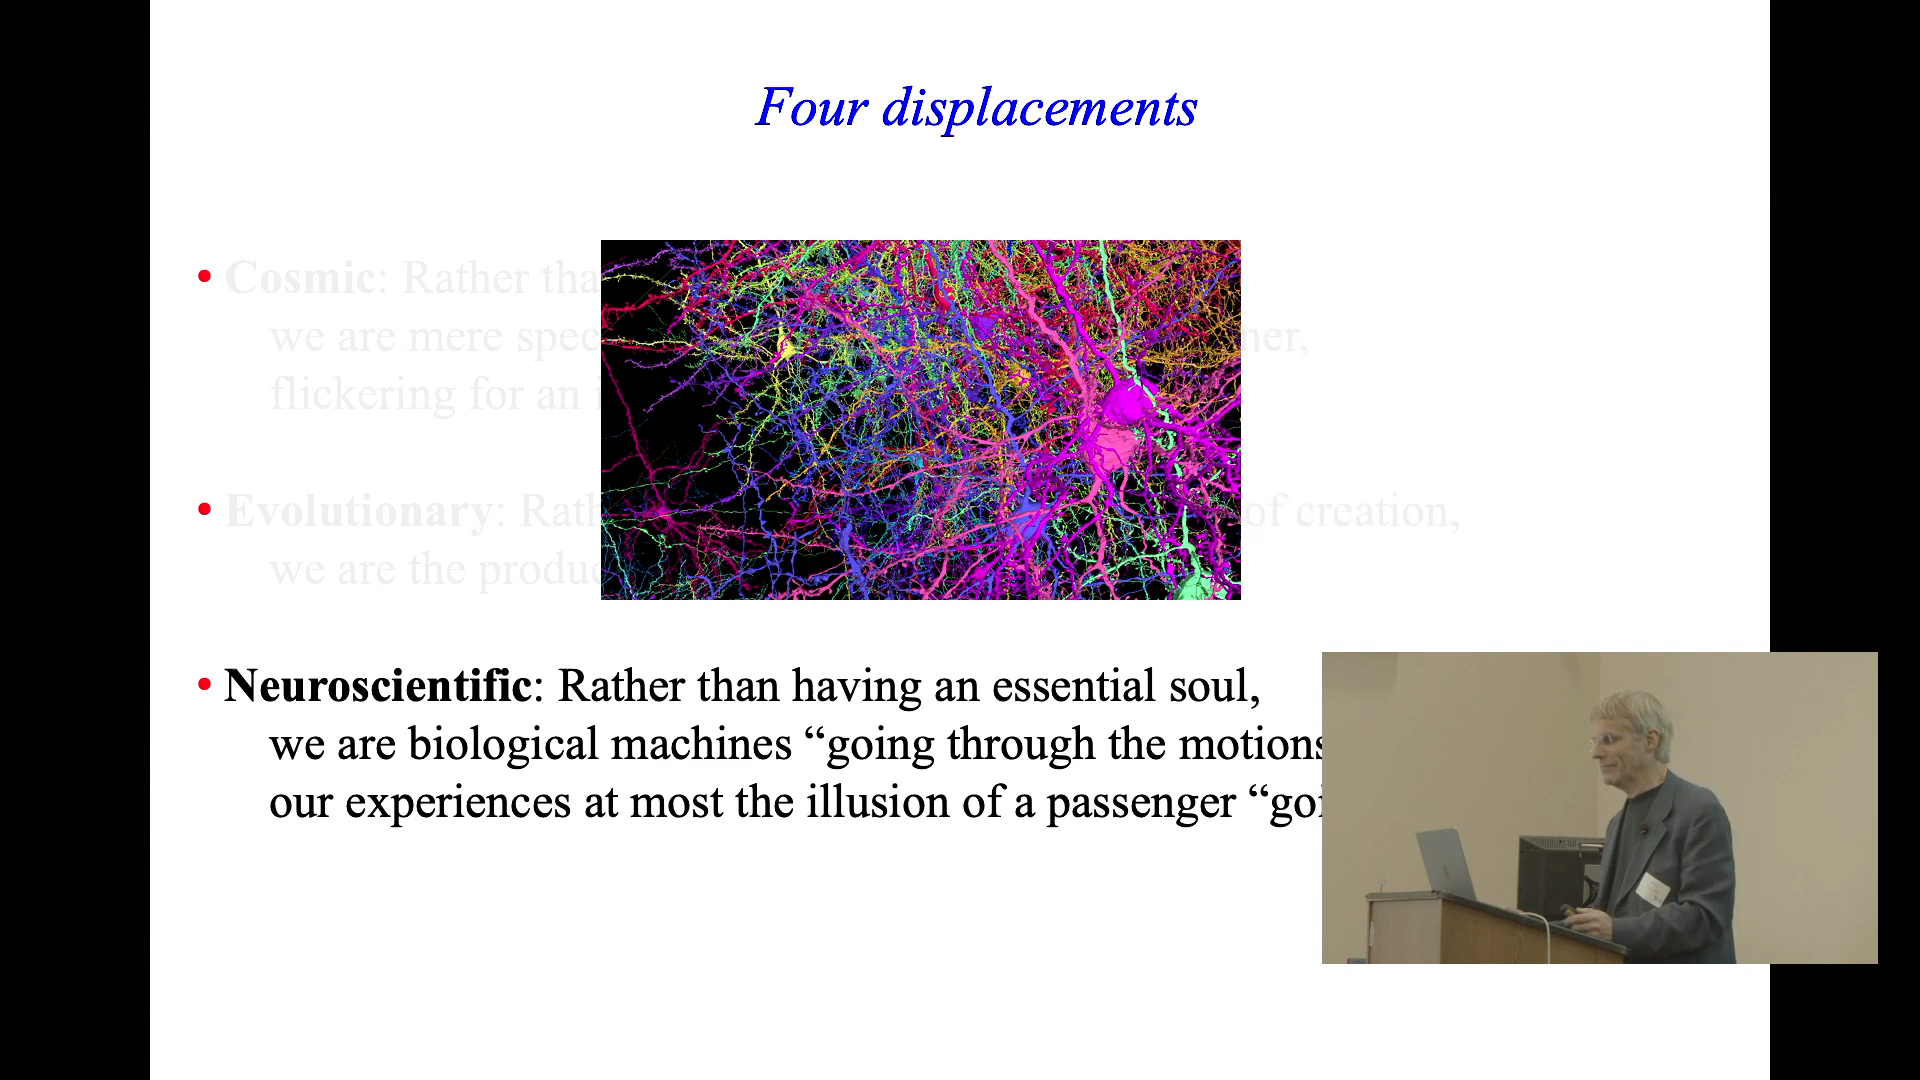 Four displacements
• Cosmic: Rather tha
we are mere spec ner,
flickering for an i
• Evolutionary: Rath of creation,
we are the produc
• Neuroscientific: Rather than having an essential soul,
we are biological machines “going through the motions
our experiences at most the illusion of a passenger “goi